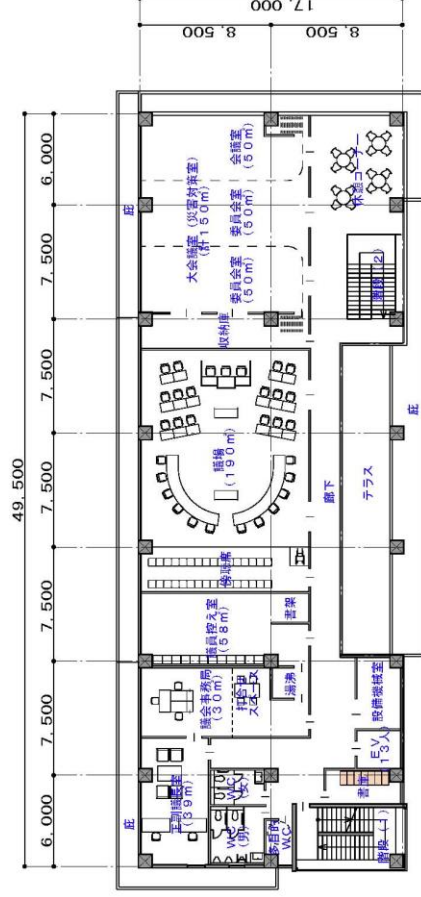 17,000
8,500
8,500
49,500
6,000
7,500
7,500
7,500
7,500
7,500
6,000
庇
庇
庇
庇
正副議長室
(39㎡)
議会事務局
(30㎡)
打合せ
スペース
湯沸
議員控え室
(58㎡)
書架
傍聴席
議場
(190㎡)
収納庫
大会議室(災害対策室)
(計150㎡)
委員会室
(50㎡)
委員会室
(50㎡)
会議室
(50㎡)
休憩コーナー
階段(2)
廊下
テラス
設備機械室
EV
(13人)
書庫
階段(1)
多目的
WC
WC
(男)
WC
(女)